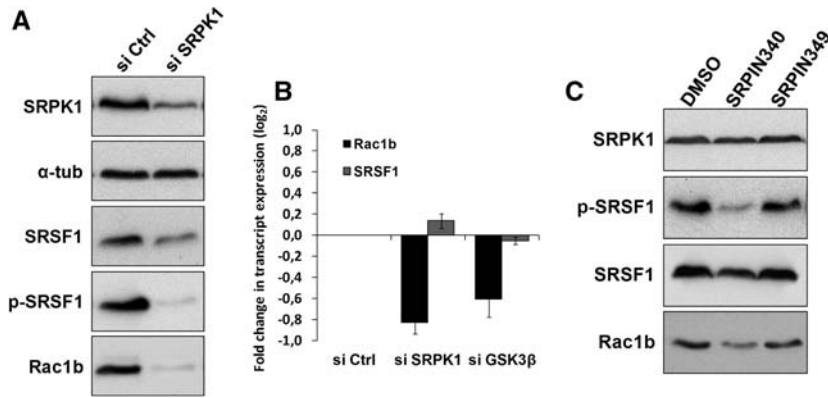 A
si Ctrl
si SRPK1
SRPK1
α-tub
SRSF1
p-SRSF1
Rac1b
B
Fold change in transcript expression (log2)
1,0
0,8
0,6
0,4
0,2
0,0
-0,2
-0,4
-0,6
-0,8
-1,0
Rac1b
SRSF1
si Ctrl si SRPK1 si GSK3β
C
DMSO
SRPIN340
SRPIN349
SRPK1
p-SRSF1
SRSF1
Rac1b